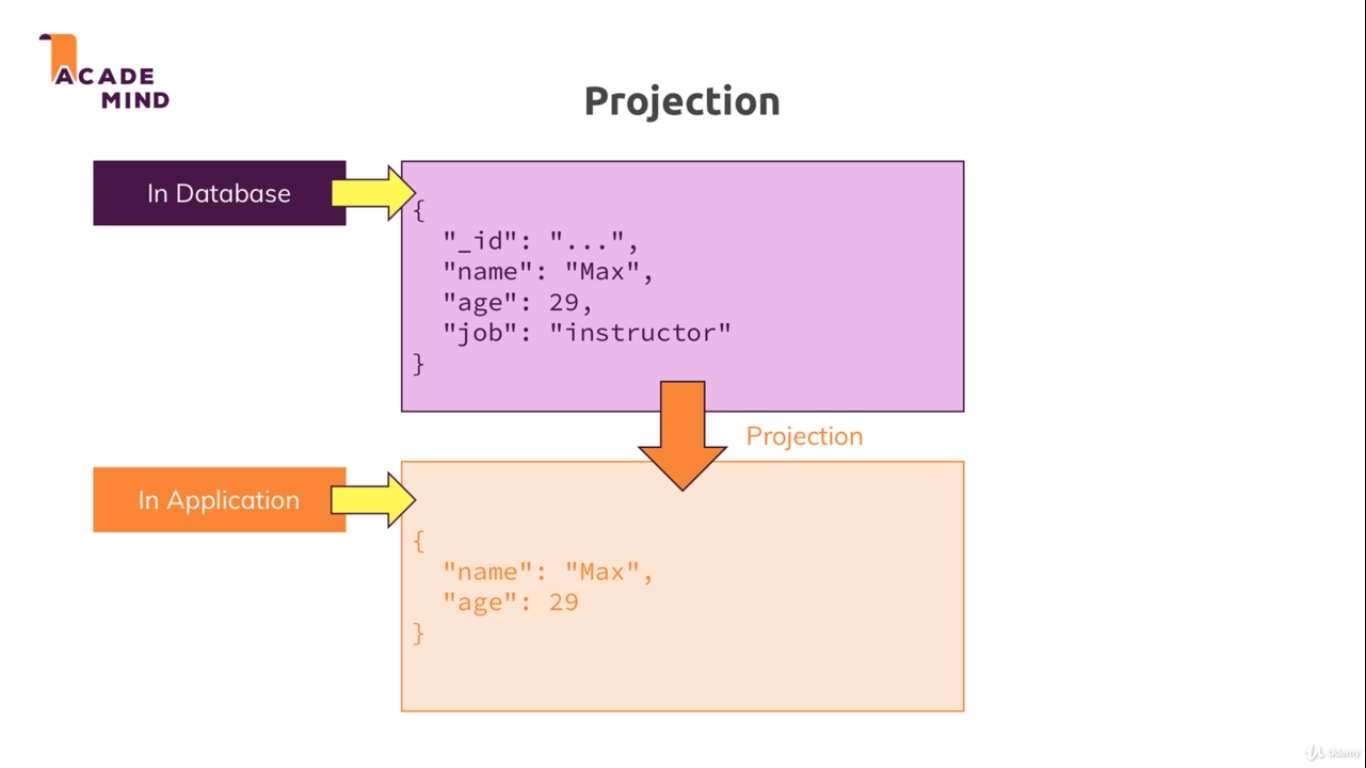 ACADE
MIND
Projection
In Database
{
"_id": "...",
"name": "Max",
"age": 29,
"job": "instructor"
}
Projection
In Application
{
"name": "Max",
"age": 29
}
Udemy